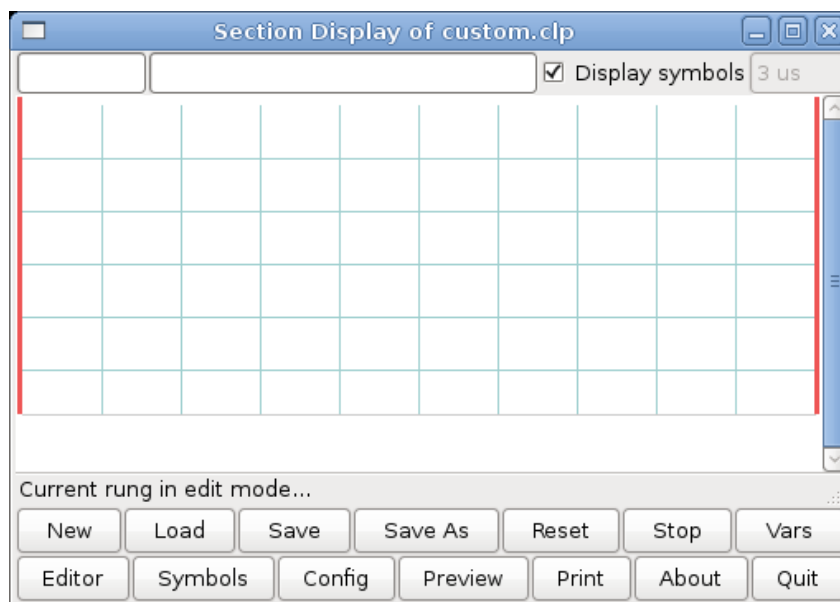 Section Display of custom.clp
Display symbols 3 us
Current rung in edit mode...
New Load Save Save As Reset Stop Vars
Editor Symbols Config Preview Print About Quit